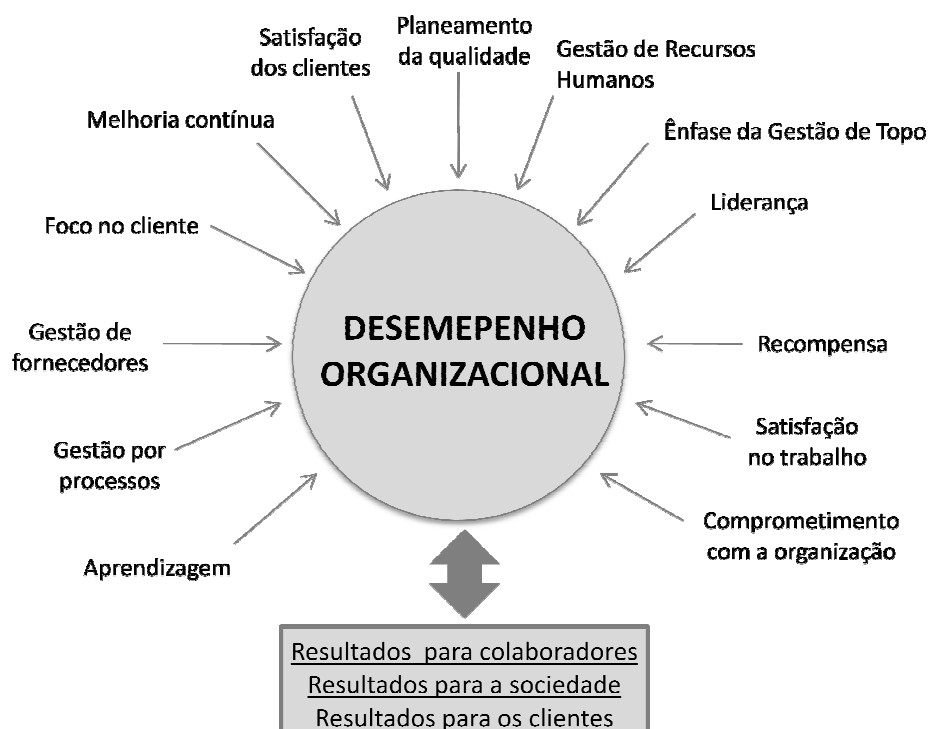 Planeamento
da qualidade
Satisfação
dos clientes
Gestão de Recursos
Humanos
Melhoria contínua
Ênfase da Gestão de Topo
Foco no cliente
Liderança
Gestão de
fornecedores
Recompensa
Gestão por
processos
Satisfação
no trabalho
Aprendizagem
Comprometimento
com a organização
DESEMEPENHO
ORGANIZACIONAL
Resultados para colaboradores
Resultados para a sociedade
Resultados para os clientes